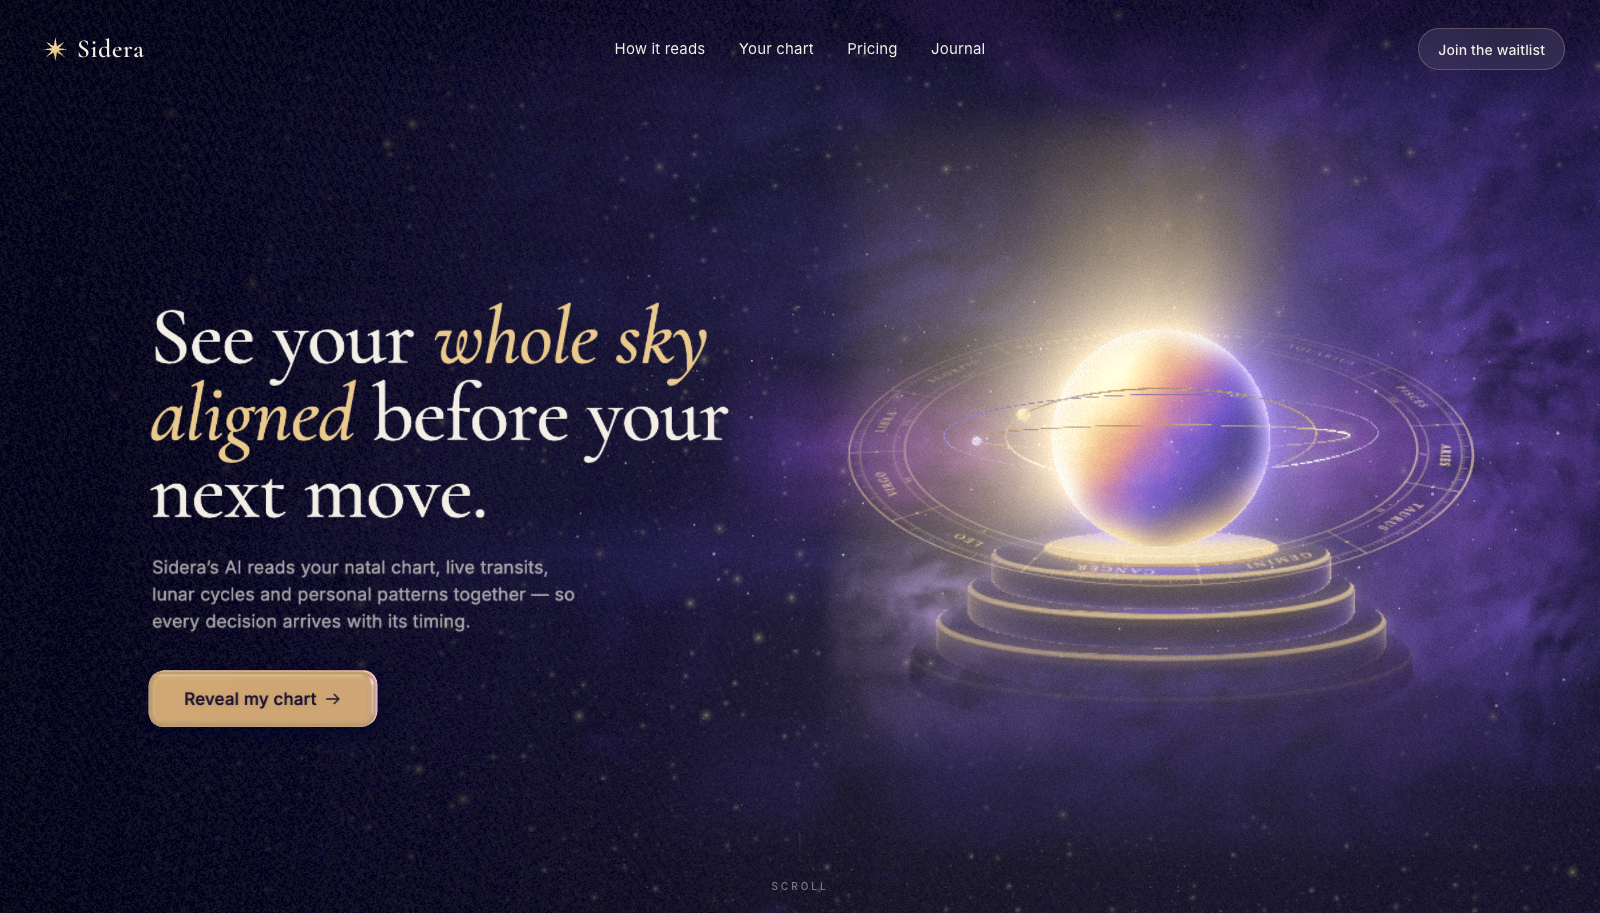 Sidera
How it reads
Your chart
Pricing
Journal
Join the waitlist
See your whole sky
aligned before your
next move.
Sidera’s AI reads your natal chart, live transits,
lunar cycles and personal patterns together — so
every decision arrives with its timing.
Reveal my chart →
AQUARIUS
PISCES
ARIES
TAURUS
GEMINI
CANCER
LEO
VIRGO
LIBRA
SCROLL